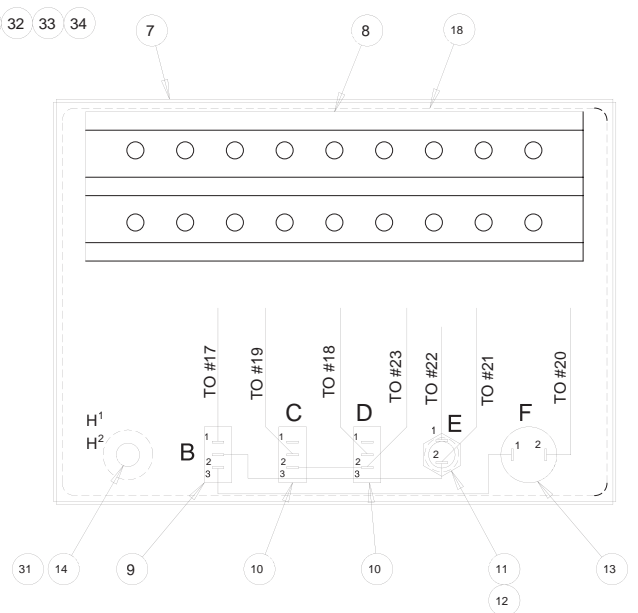 32 33 34
7 8 18
TO #17
TO #19
TO #18
TO #23
TO #22
TO #21
TO #20
H¹
H²
B
1
2
3
C
1
2
3
D
1
2
3
E
1
2
F
1 2
31 14 9 10 10 11 13
12